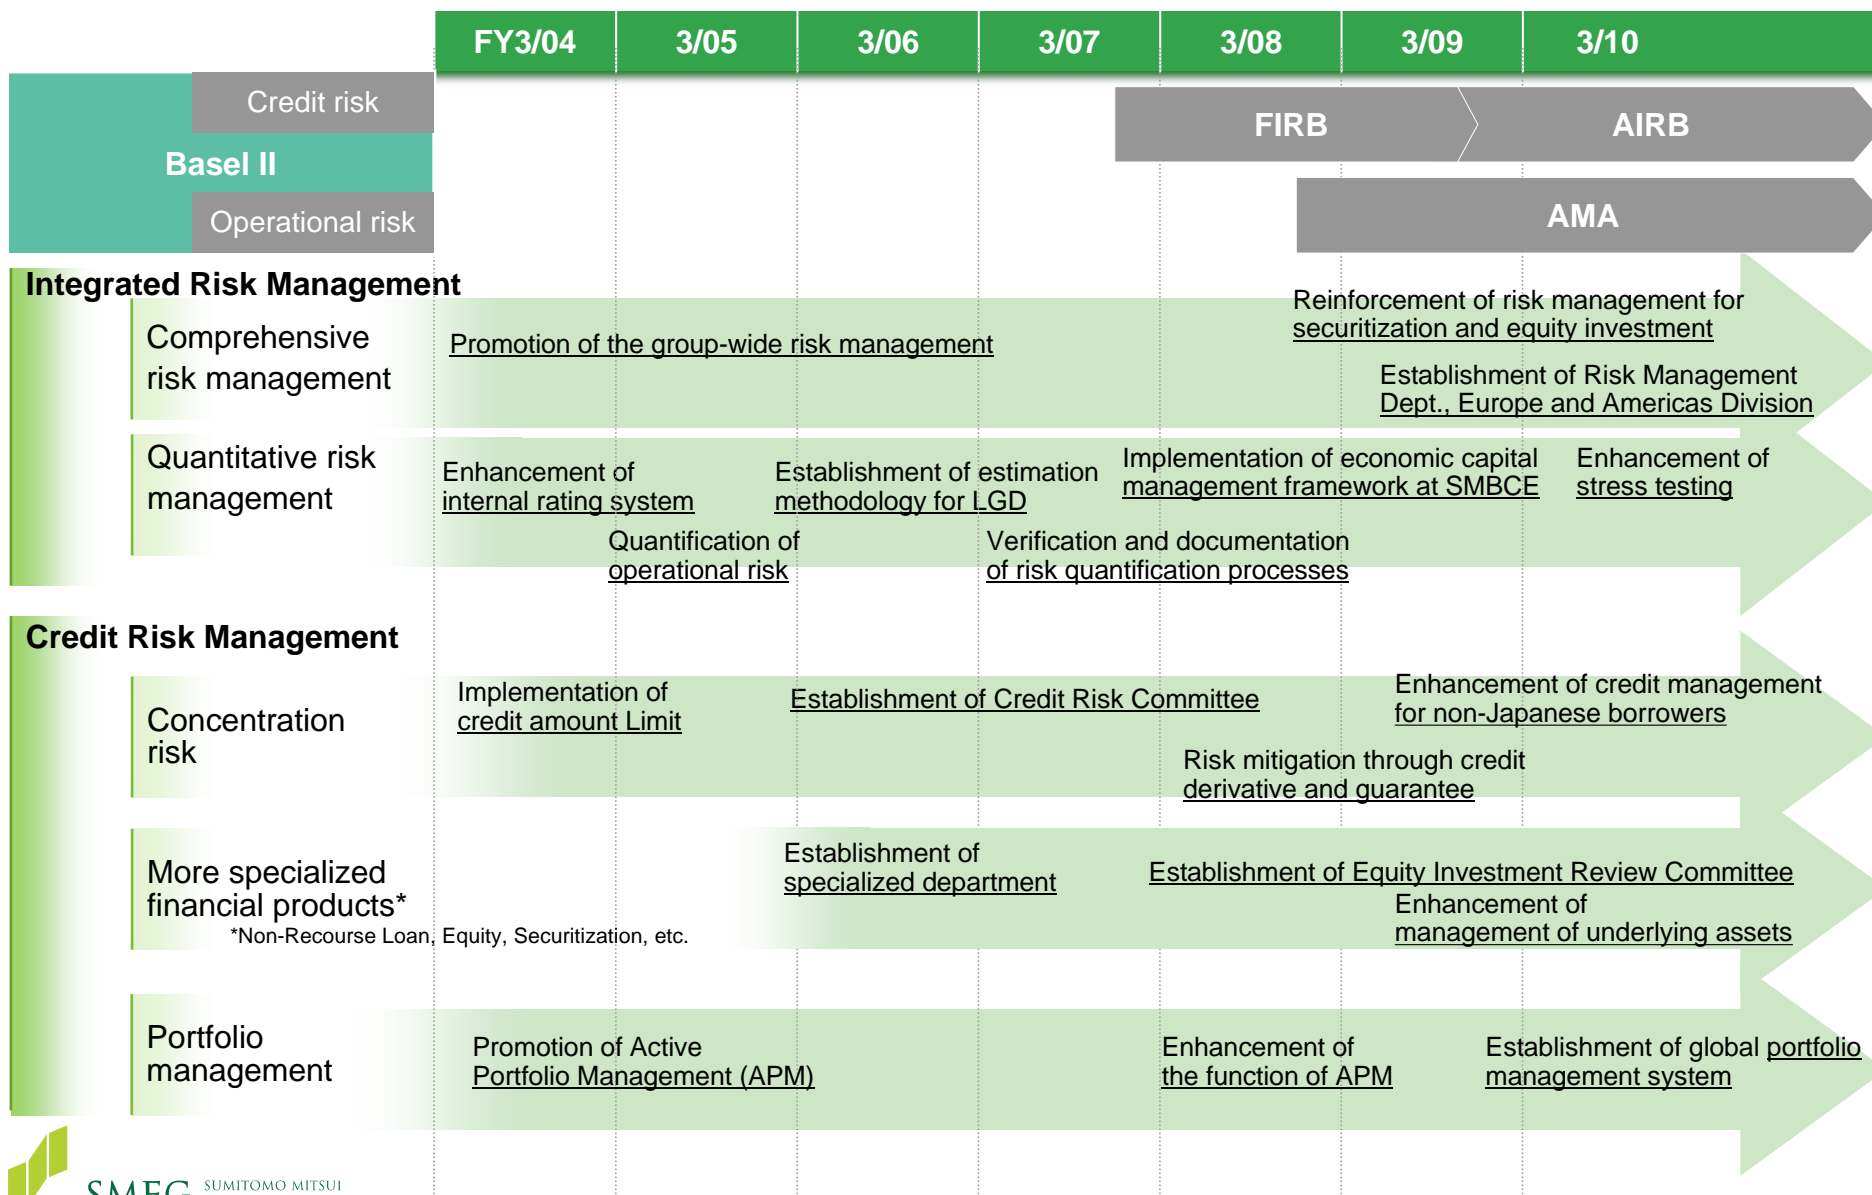 FY3/04 3/05 3/06 3/07 3/08 3/09 3/10
Credit risk
Basel II
Operational risk
FIRB AIRB
AMA
Integrated Risk Management
Comprehensive
risk management
Promotion of the group-wide risk management
Reinforcement of risk management for
securitization and equity investment
Establishment of Risk Management
Dept., Europe and Americas Division
Quantitative risk
management
Enhancement of
internal rating system
Quantification of
operational risk
Establishment of estimation
methodology for LGD
Verification and documentation
of risk quantification processes
Implementation of economic capital
management framework at SMBCE
Enhancement of
stress testing
Credit Risk Management
Concentration
risk
Implementation of
credit amount Limit
Establishment of Credit Risk Committee
Enhancement of credit management
for non-Japanese borrowers
Risk mitigation through credit
derivative and guarantee
More specialized
financial products*
*Non-Recourse Loan, Equity, Securitization, etc.
Establishment of
specialized department
Establishment of Equity Investment Review Committee
Enhancement of
management of underlying assets
Portfolio
management
Promotion of Active
Portfolio Management (APM)
Enhancement of
the function of APM
Establishment of global portfolio
management system
SMFG SUMITOMO MITSUI